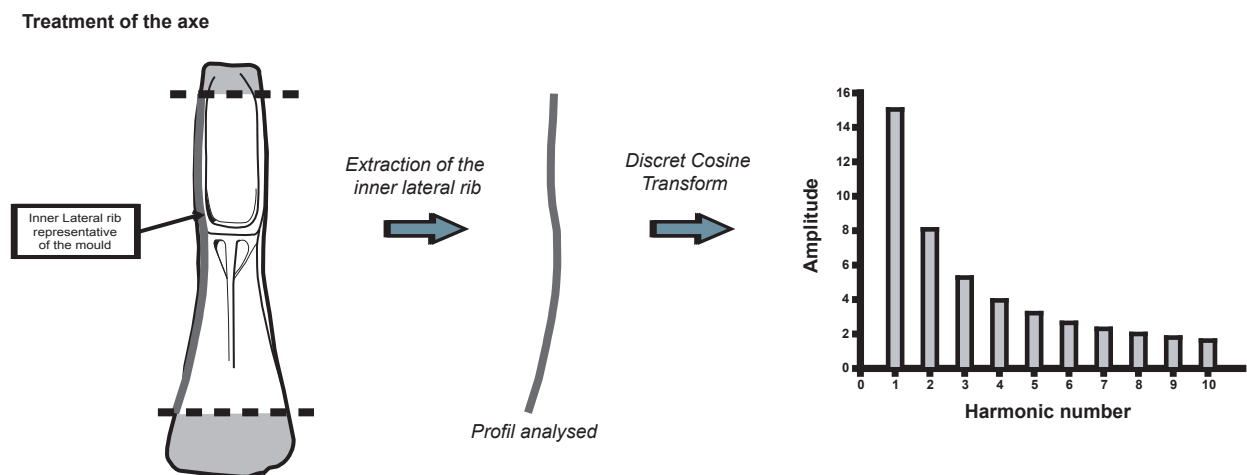 Treatment of the axe
Inner Lateral rib
representative
of the mould
Extraction of the
inner lateral rib
Profil analysed
Discret Cosine
Transform
Amplitude
16
14
12
16
8
6
4
2
0
0 1 2 3 4 5 6 7 8 9 10
Harmonic number